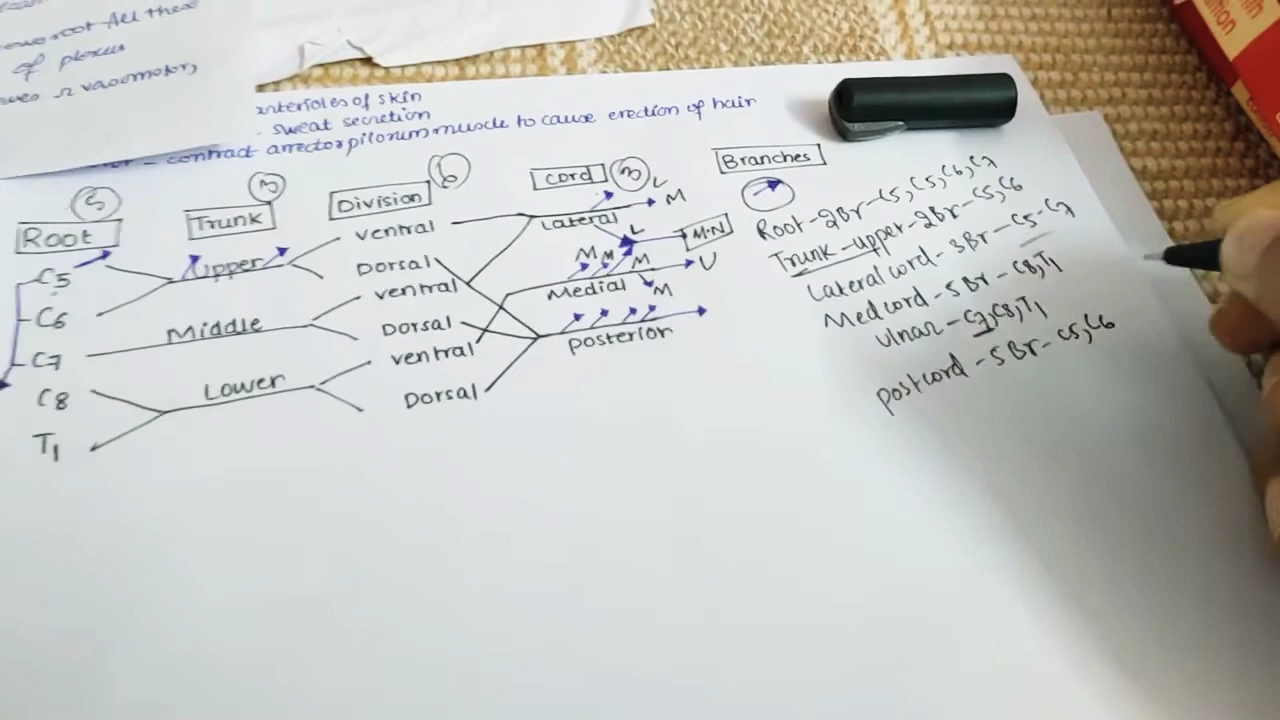 root All these
of plexus
vasomotor,
arterioles of skin
- sweat secretion
- contract arrector pilorum muscle to cause erection of hair
Root
5
Trunk
3
Division
6
cord
3
Branches
C5
C6
C7
C8
T1
Upper
Middle
Lower
ventral
Dorsal
ventral
Dorsal
ventral
Dorsal
Lateral
L
M
L
M.N
M M M
U
Medial
M
posterior
Root - 2Br - C5, C5, C6, C7
Trunk - upper - 2Br - C5, C6
Lateral cord - 3Br - C5-C7
Med cord - 5Br - C8, T1
Ulnar - C7, C8, T1
post cord - 5Br - C5, C6